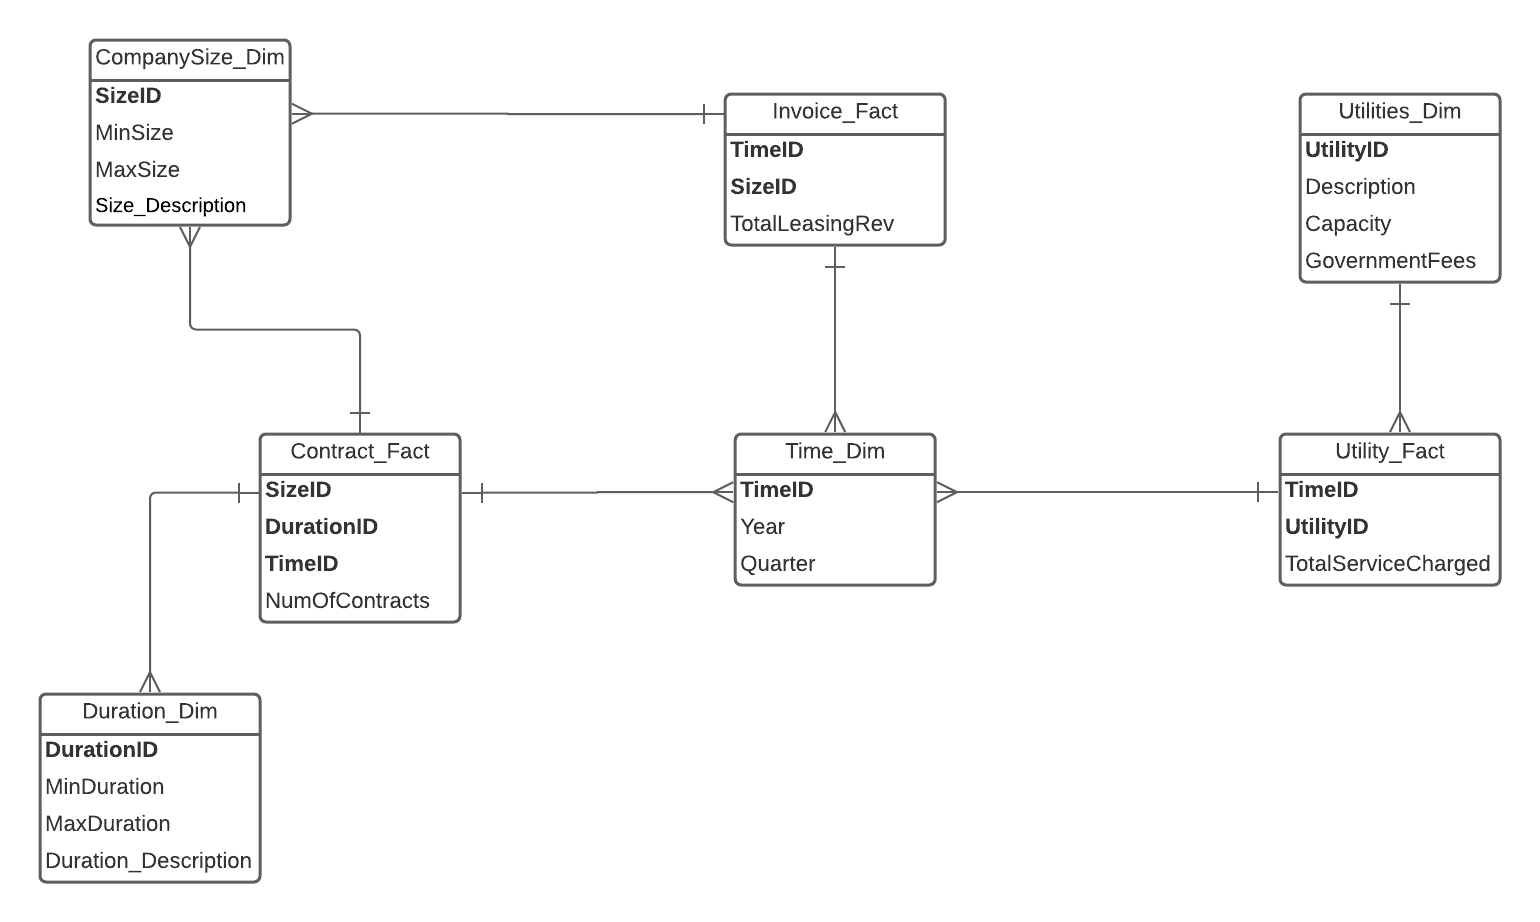 CompanySize_Dim
SizeID
MinSize
MaxSize
Size_Description
Invoice_Fact
TimeID
SizeID
TotalLeasingRev
Utilities_Dim
UtilityID
Description
Capacity
GovernmentFees
Contract_Fact
SizeID
DurationID
TimeID
NumOfContracts
Time_Dim
TimeID
Year
Quarter
Utility_Fact
TimeID
UtilityID
TotalServiceCharged
Duration_Dim
DurationID
MinDuration
MaxDuration
Duration_Description